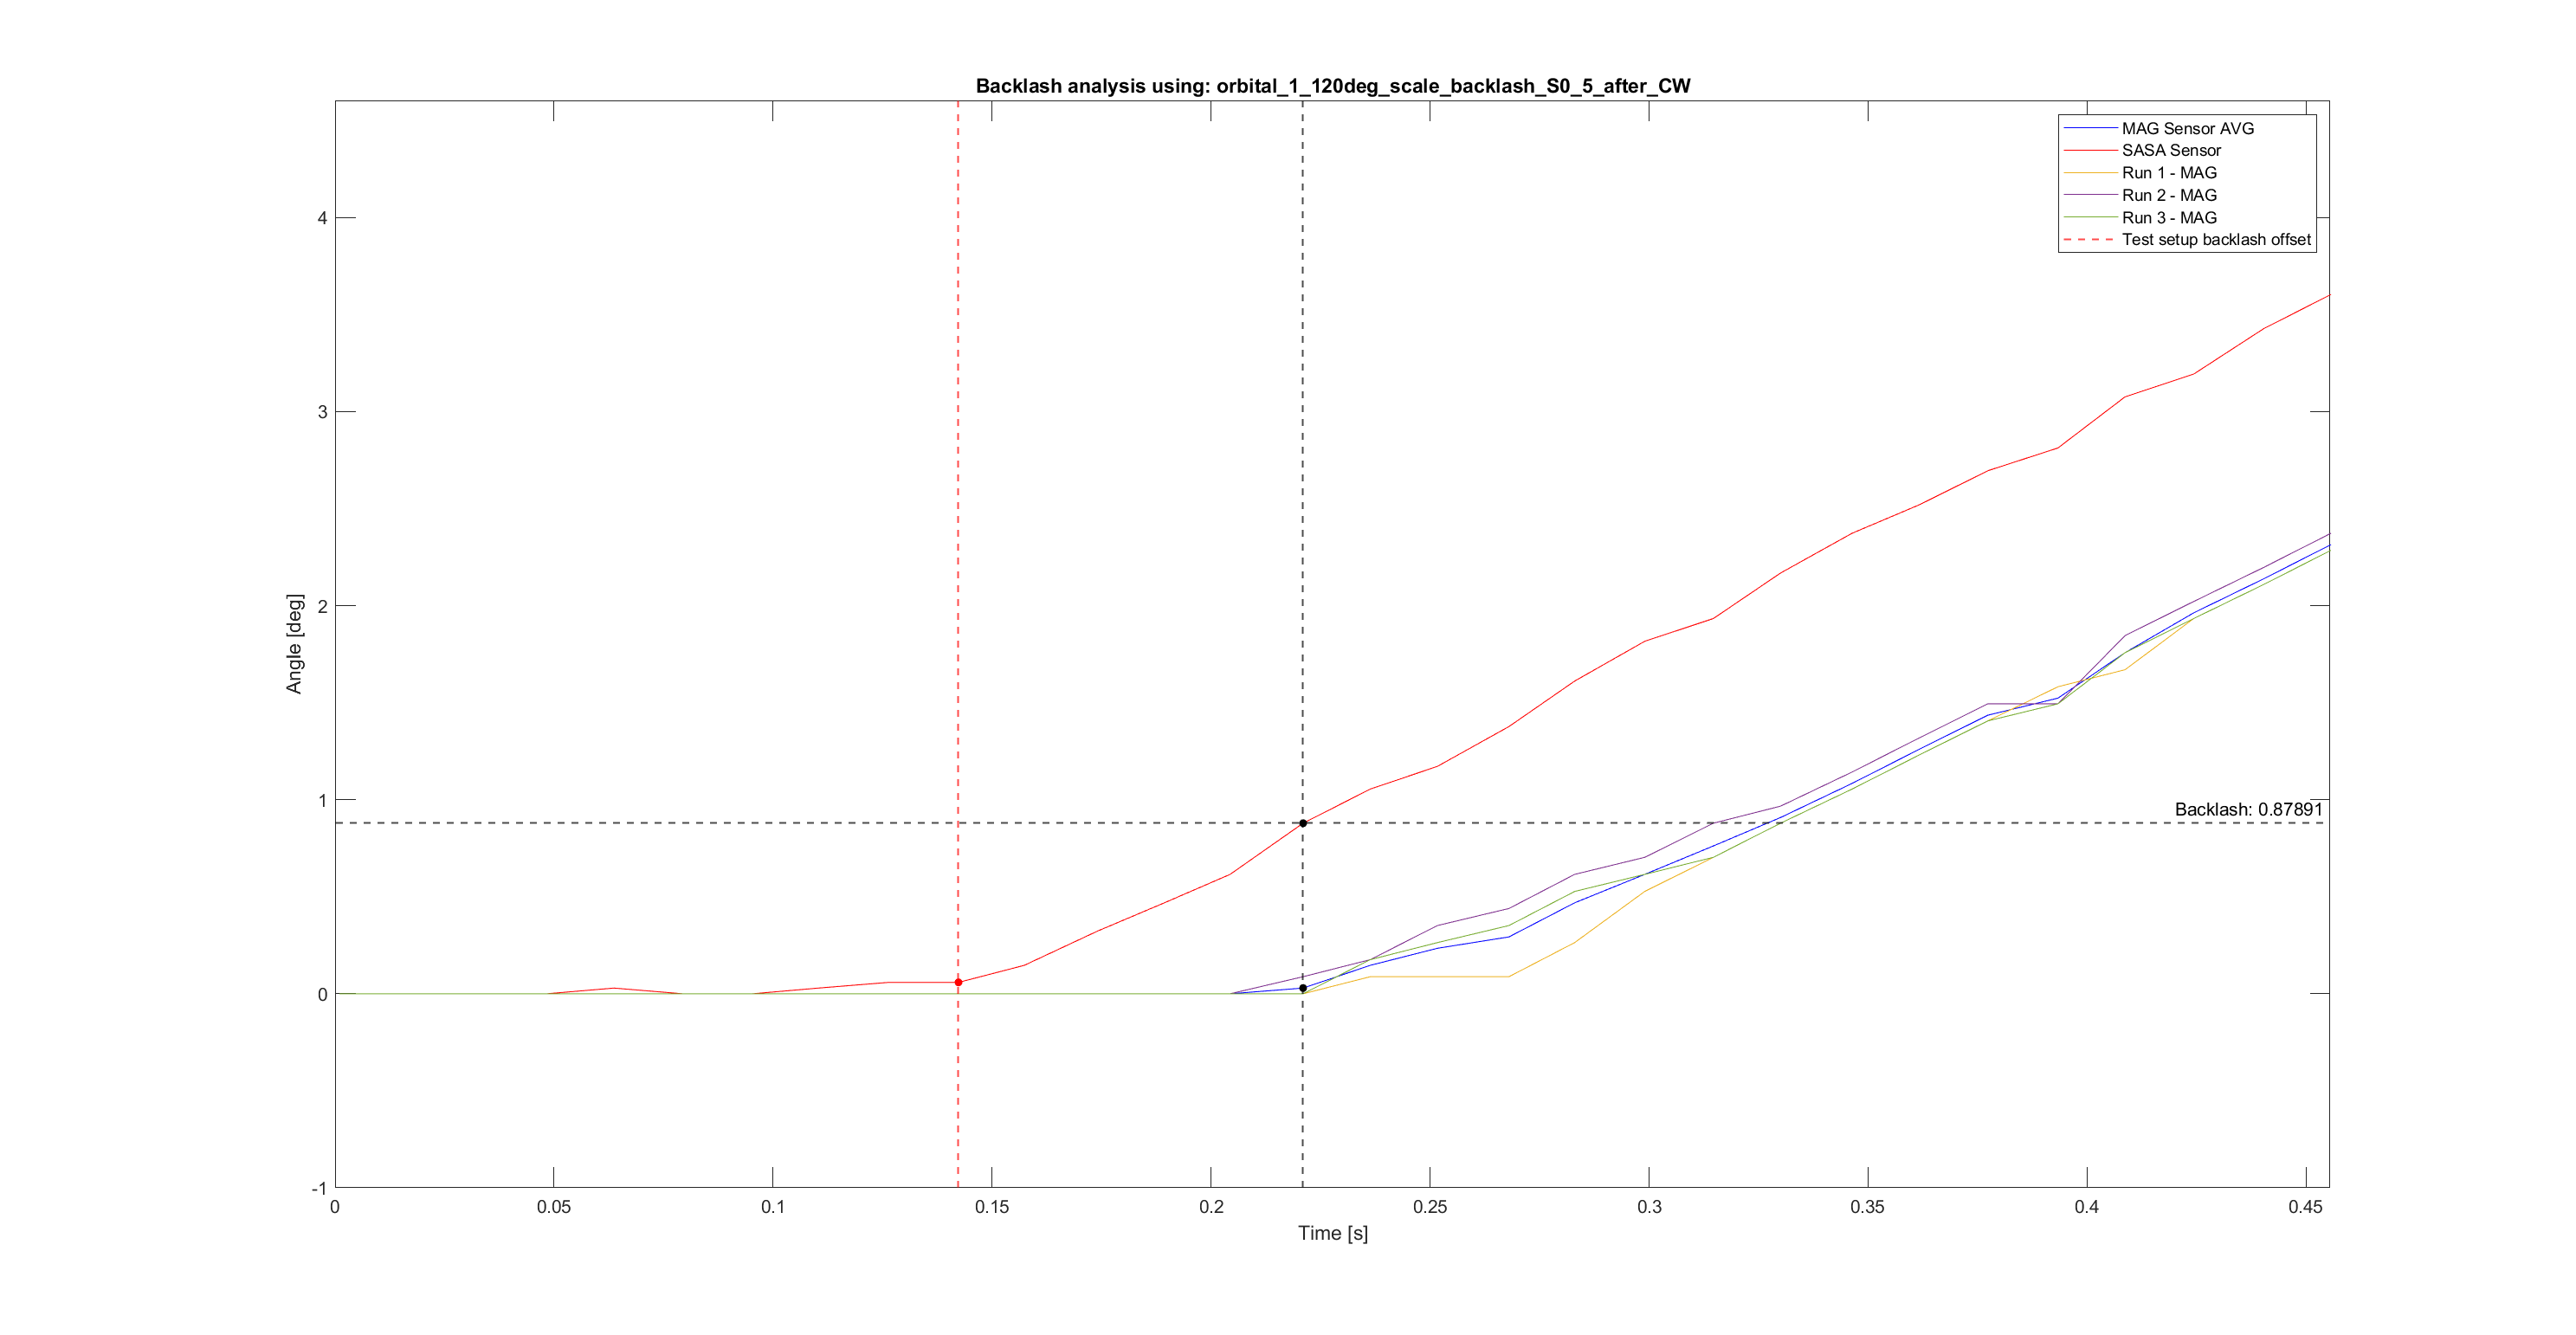 Backlash analysis using: orbital_1_120deg_scale_backlash_S0_5_after_CW
MAG Sensor AVG
SASA Sensor
Run 1 - MAG
Run 2 - MAG
Run 3 - MAG
Test setup backlash offset
4
3
2
1
0
-1
Angle [deg]
Backlash: 0.87891
0 0.05 0.1 0.15 0.2 0.25 0.3 0.35 0.4 0.45
Time [s]